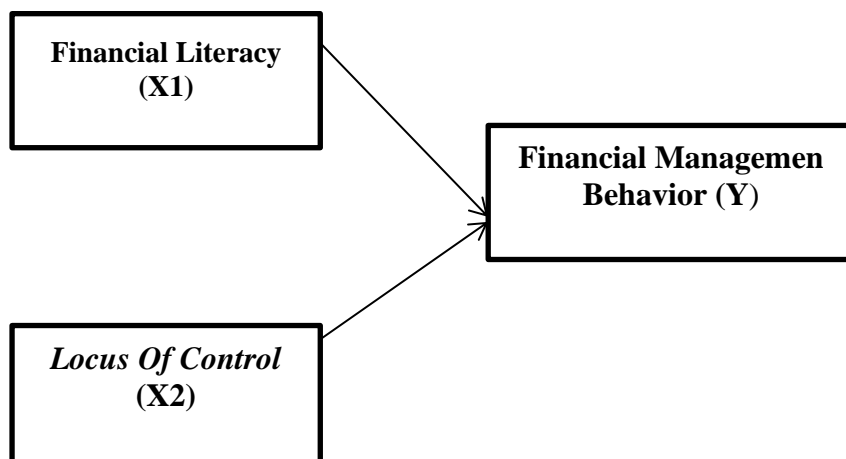 Financial Literacy
(X1)
Financial Managemen
Behavior (Y)
Locus Of Control
(X2)